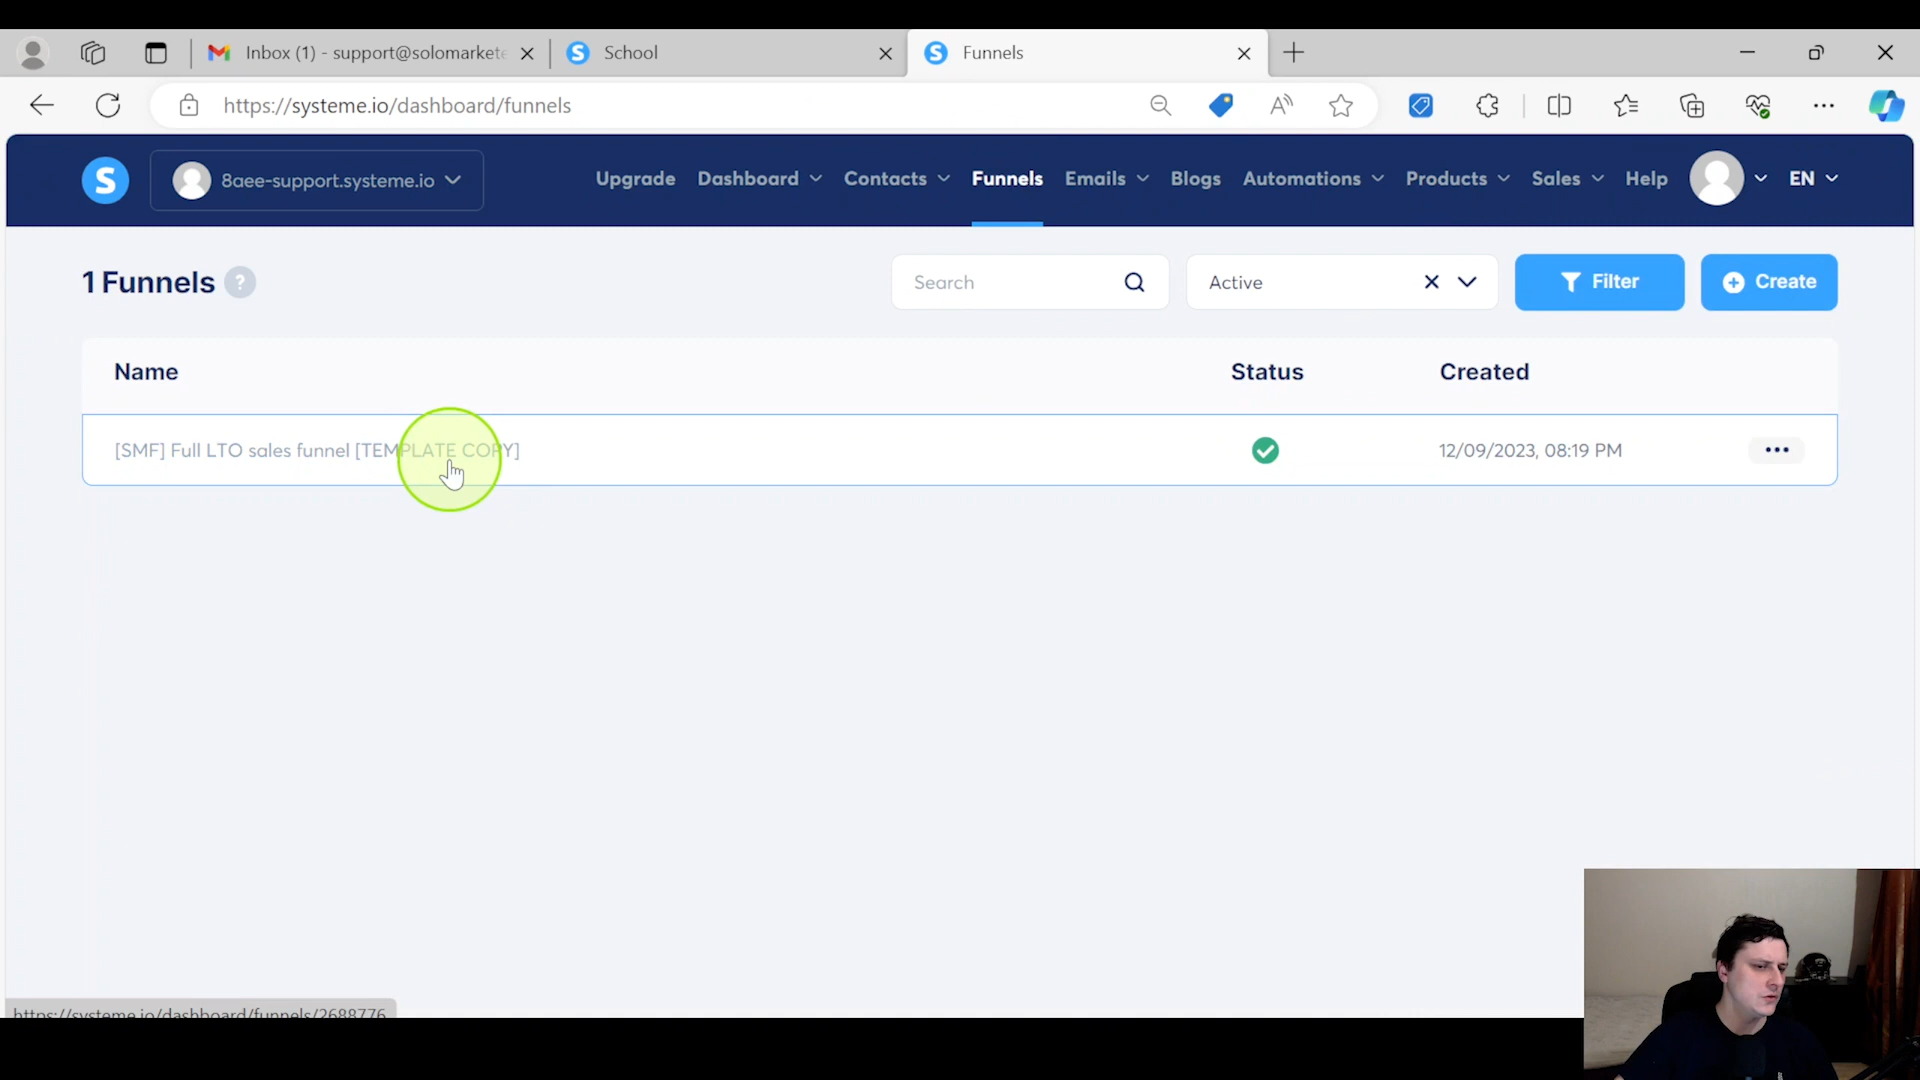 Inbox (1) - support@solomarkete
School
Funnels
https://systeme.io/dashboard/funnels
S
8aee-support.systeme.io
Upgrade
Dashboard
Contacts
Funnels
Emails
Blogs
Automations
Products
Sales
Help
EN
1 Funnels ?
Search
Active
Filter
Create
Name
Status
Created
[SMF] Full LTO sales funnel [TEMPLATE COPY]
12/09/2023, 08:19 PM
https://systeme.io/dashboard/funnels/2688776